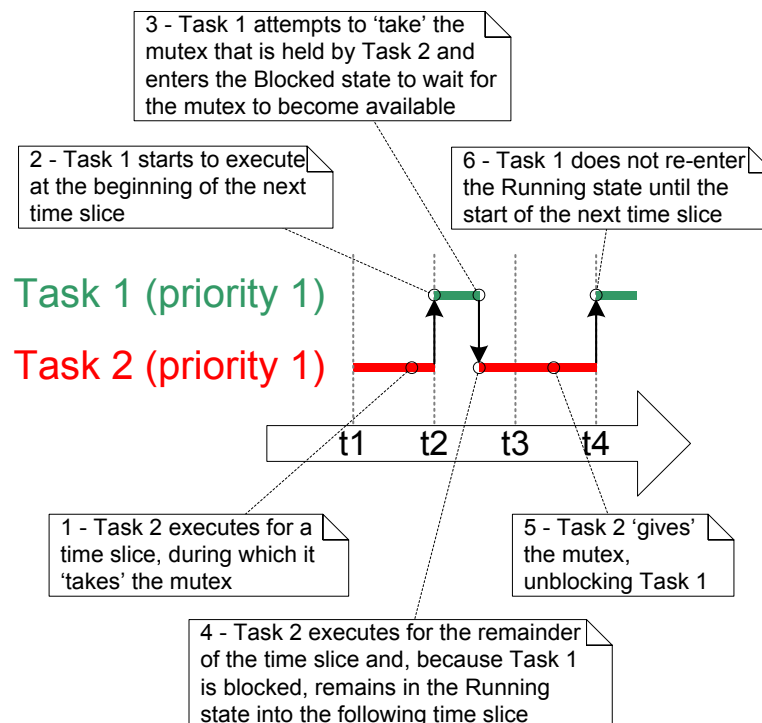 3 - Task 1 attempts to ‘take’ the
mutex that is held by Task 2 and
enters the Blocked state to wait for
the mutex to become available
2 - Task 1 starts to execute
at the beginning of the next
time slice
6 - Task 1 does not re-enter
the Running state until the
start of the next time slice
Task 1 (priority 1)
Task 2 (priority 1)
t1 t2 t3 t4
1 - Task 2 executes for a
time slice, during which it
‘takes’ the mutex
5 - Task 2 ‘gives’
the mutex,
unblocking Task 1
4 - Task 2 executes for the remainder
of the time slice and, because Task 1
is blocked, remains in the Running
state into the following time slice